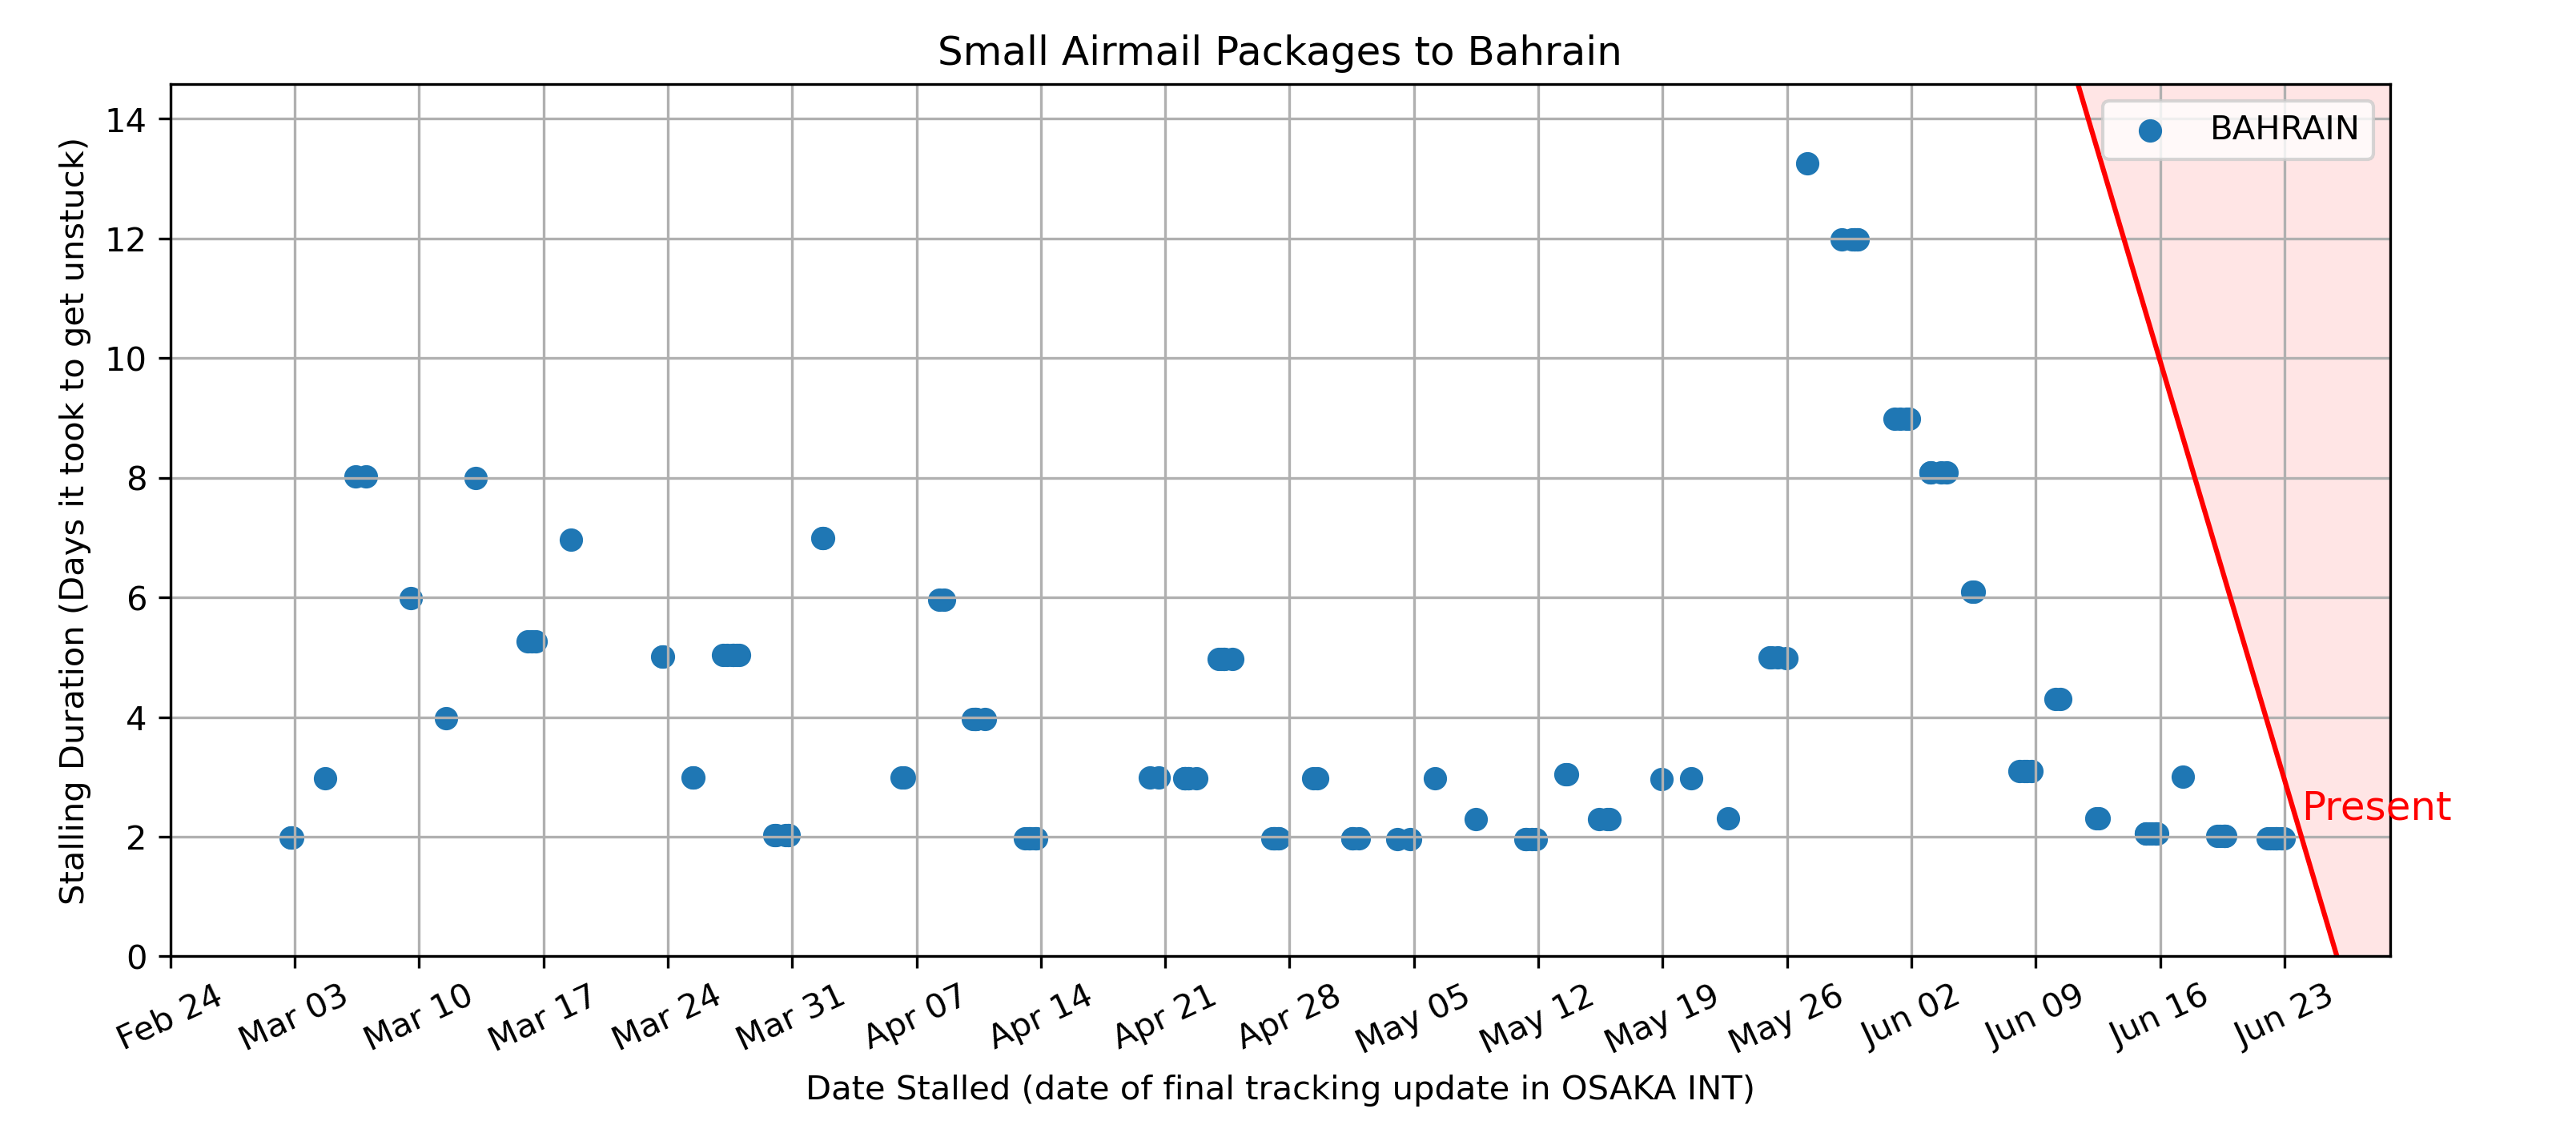 Small Airmail Packages to Bahrain
Stalling Duration (Days it took to get unstuck)
14
12
10
8
6
4
2
0
BAHRAIN
Present
Feb 24
Mar 03
Mar 10
Mar 17
Mar 24
Mar 31
Apr 07
Apr 14
Apr 21
Apr 28
May 05
May 12
May 19
May 26
Jun 02
Jun 09
Jun 16
Jun 23
Date Stalled (date of final tracking update in OSAKA INT)